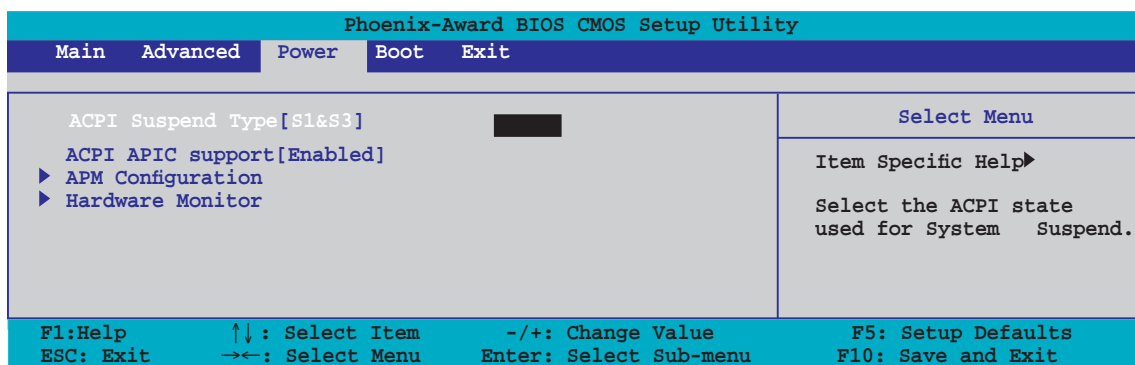 Phoenix-Award BIOS CMOS Setup Utility
Main Advanced Power Boot Exit
ACPI Suspend Type[S1&S3]
ACPI APIC support[Enabled]
APM Configuration
Hardware Monitor
Select Menu
Item Specific Help
Select the ACPI state
used for System Suspend.
F1:Help ↑↓: Select Item -/+: Change Value F5: Setup Defaults
ESC: Exit →←: Select Menu Enter: Select Sub-menu F10: Save and Exit